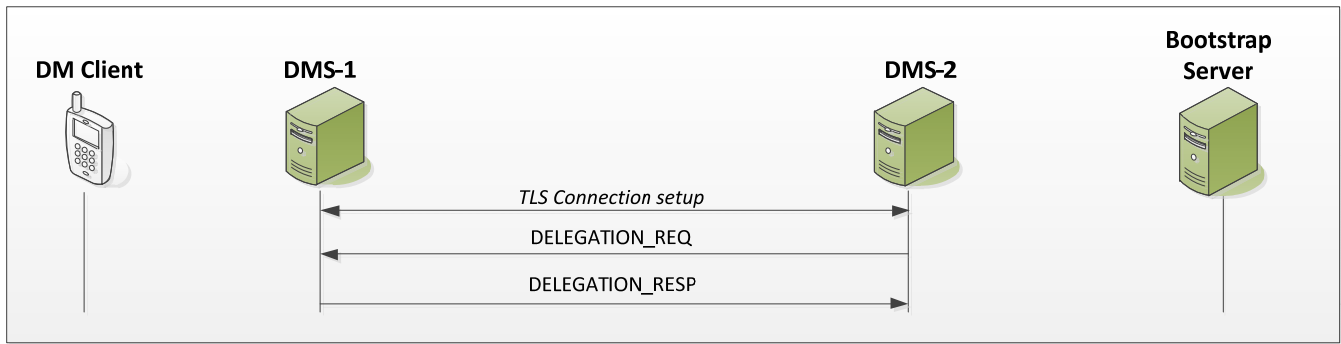 Bootstrap
DM Client
DMS-1
DMS-2
Server
TLS Connection setup
DELEGATION_REQ
DELEGATION_RESP